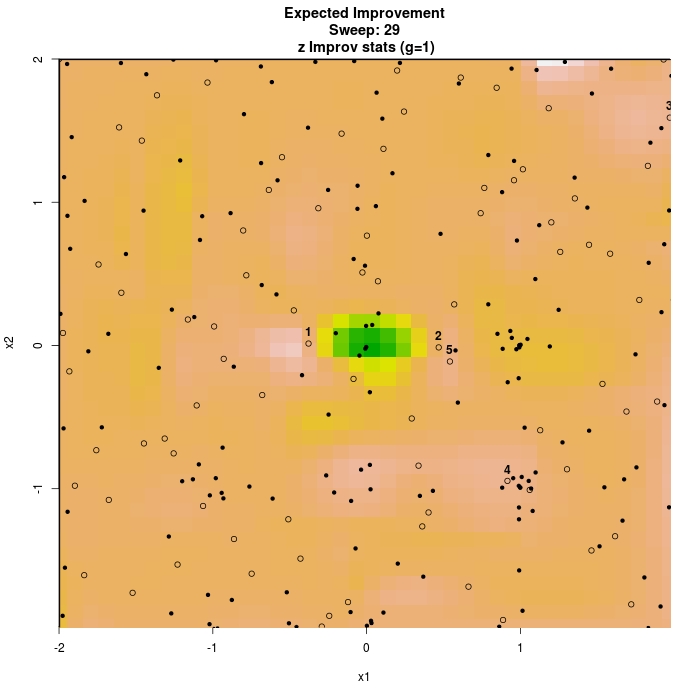 Expected Improvement
Sweep: 29
z Improv stats (g=1)
2
3
1
1
2
0
5
x2
4
-1
-2
-1
0
1
x1